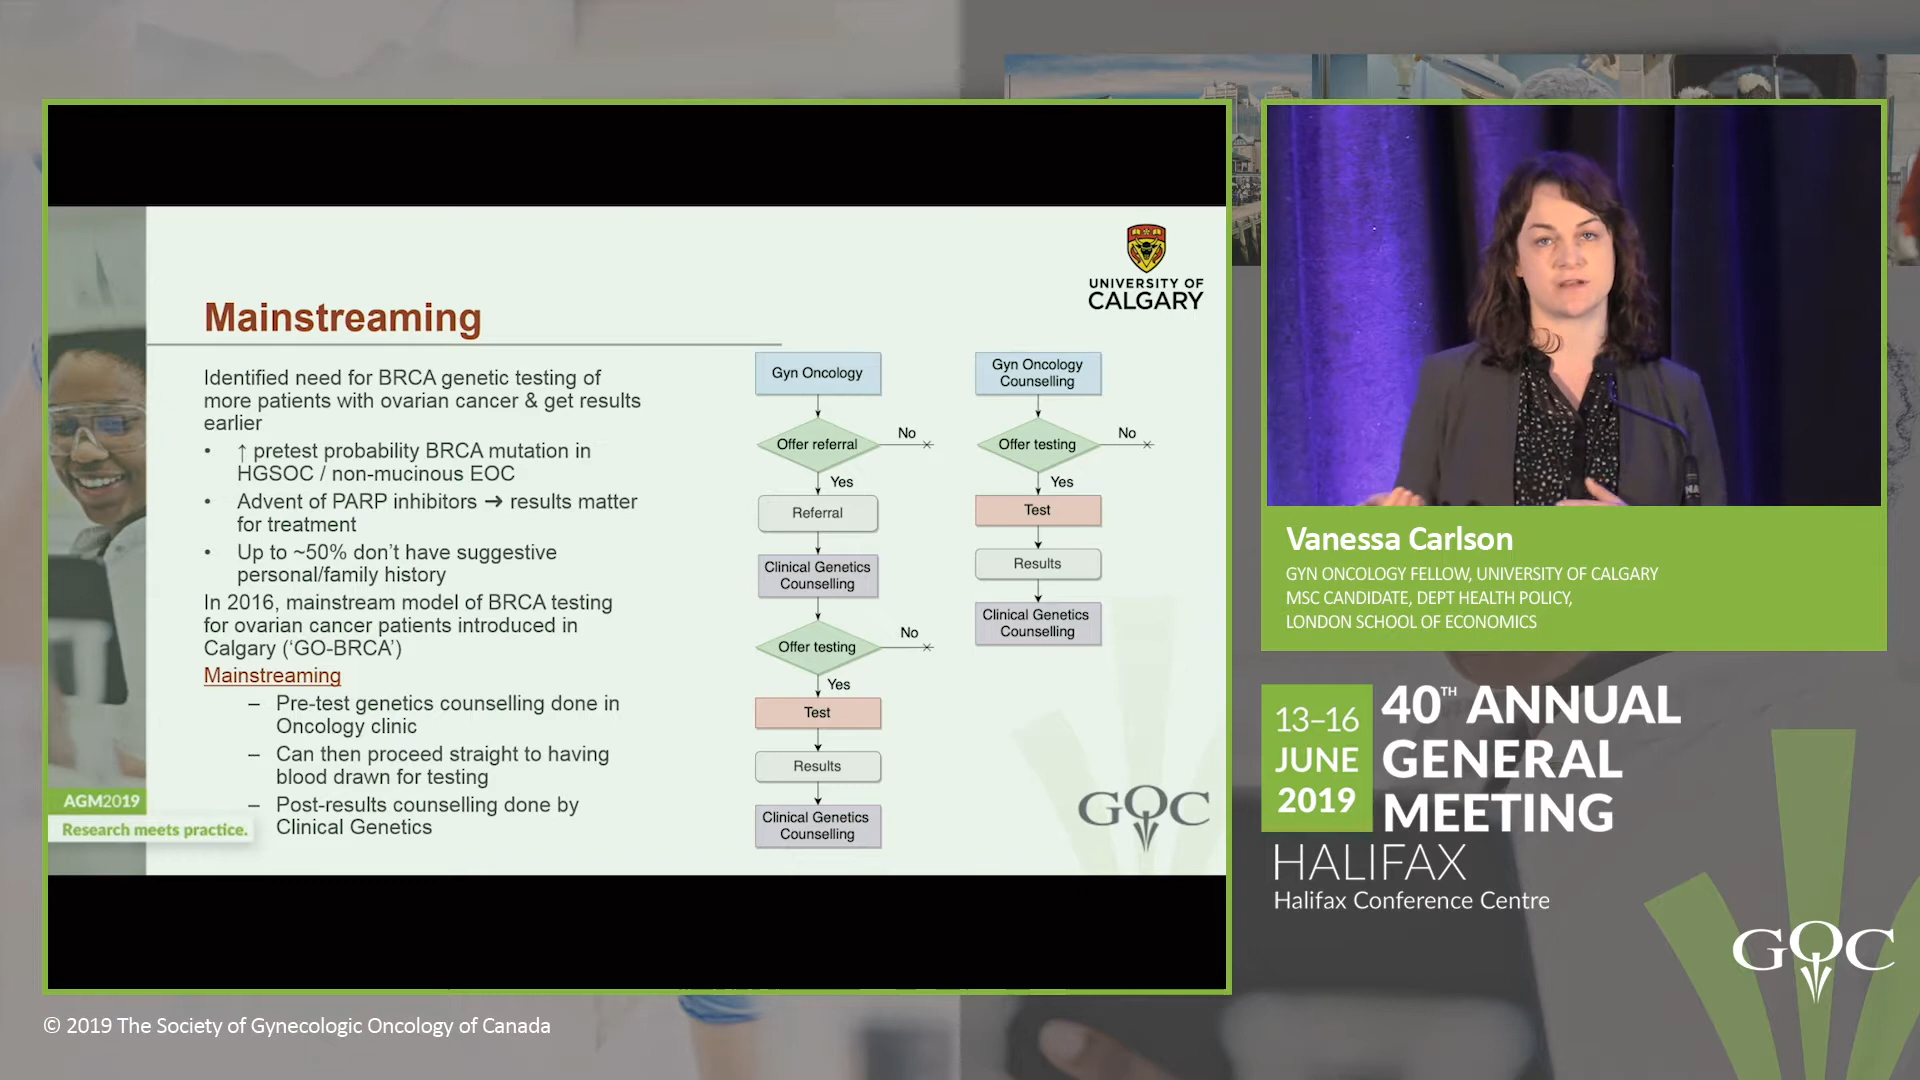 UNIVERSITY OF
CALGARY
Mainstreaming
Identified need for BRCA genetic testing of
more patients with ovarian cancer & get results
earlier
• ↑ pretest probability BRCA mutation in
HGSOC / non-mucinous EOC
• Advent of PARP inhibitors ➔ results matter
for treatment
• Up to ~50% don’t have suggestive
personal/family history
In 2016, mainstream model of BRCA testing
for ovarian cancer patients introduced in
Calgary (‘GO-BRCA’)
Mainstreaming
– Pre-test genetics counselling done in
Oncology clinic
– Can then proceed straight to having
blood drawn for testing
– Post-results counselling done by
Clinical Genetics
AGM2019
Research meets practice.
Gyn Oncology
Offer referral
No
Yes
Referral
Clinical Genetics
Counselling
Offer testing
No
Yes
Test
Results
Clinical Genetics
Counselling
Gyn Oncology
Counselling
Offer testing
No
Yes
Test
Results
Clinical Genetics
Counselling
GOC
Vanessa Carlson
GYN ONCOLOGY FELLOW, UNIVERSITY OF CALGARY
MSC CANDIDATE, DEPT HEALTH POLICY,
LONDON SCHOOL OF ECONOMICS
13–16
JUNE
2019
40TH ANNUAL
GENERAL
MEETING
HALIFAX
Halifax Conference Centre
GOC
© 2019 The Society of Gynecologic Oncology of Canada